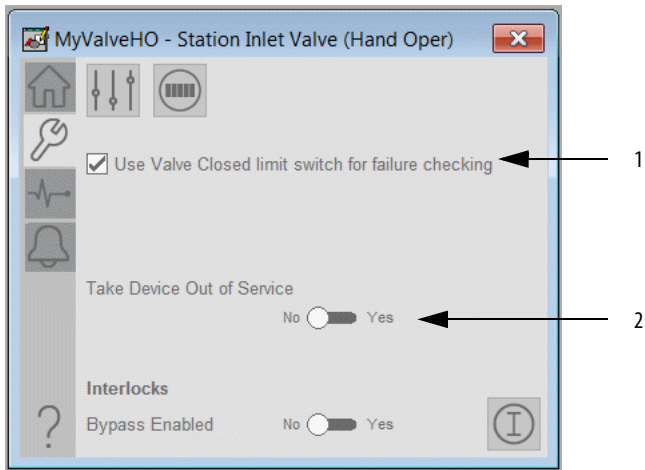 MyValveHO - Station Inlet Valve (Hand Oper)
Use Valve Closed limit switch for failure checking
1
Take Device Out of Service
No Yes
2
Interlocks
Bypass Enabled No Yes
?